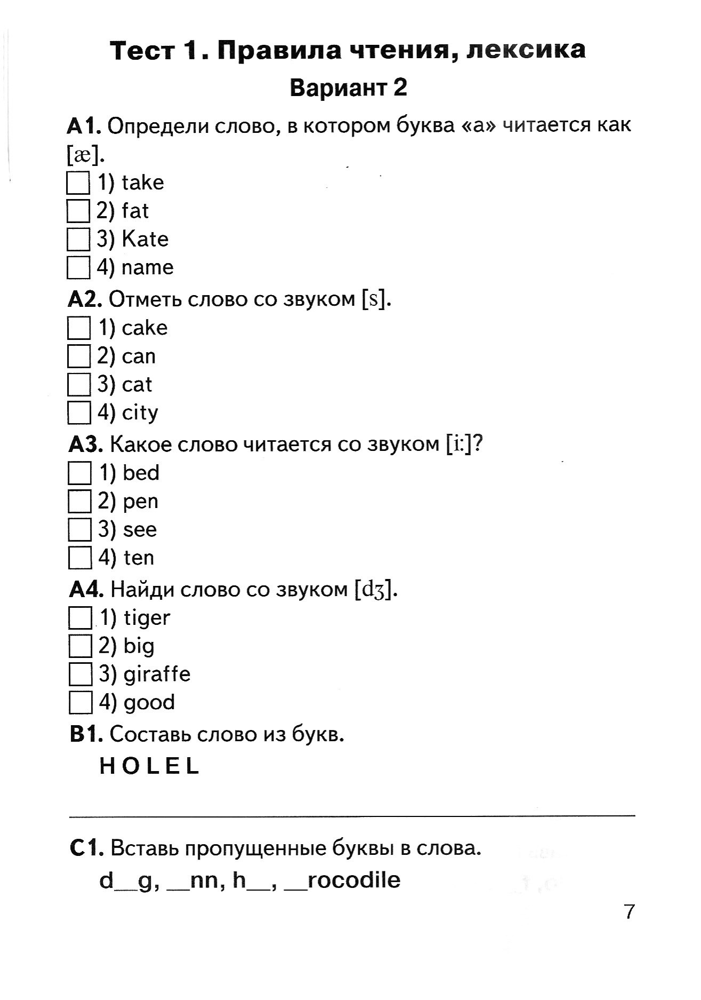 Тест 1. Правила чтения, лексика
Вариант 2
А1. Определи слово, в котором буква «а» читается как
[æ].
1) take
2) fat
3) Kate
4) name
А2. Отметь слово со звуком [s].
1) cake
2) can
3) cat
4) city
А3. Какое слово читается со звуком [i:]?
1) bed
2) pen
3) see
4) ten
А4. Найди слово со звуком [dʒ].
1) tiger
2) big
3) giraffe
4) good
В1. Составь слово из букв.
H O L E L
С1. Вставь пропущенные буквы в слова.
d__g, __nn, h__, __rocodile
7